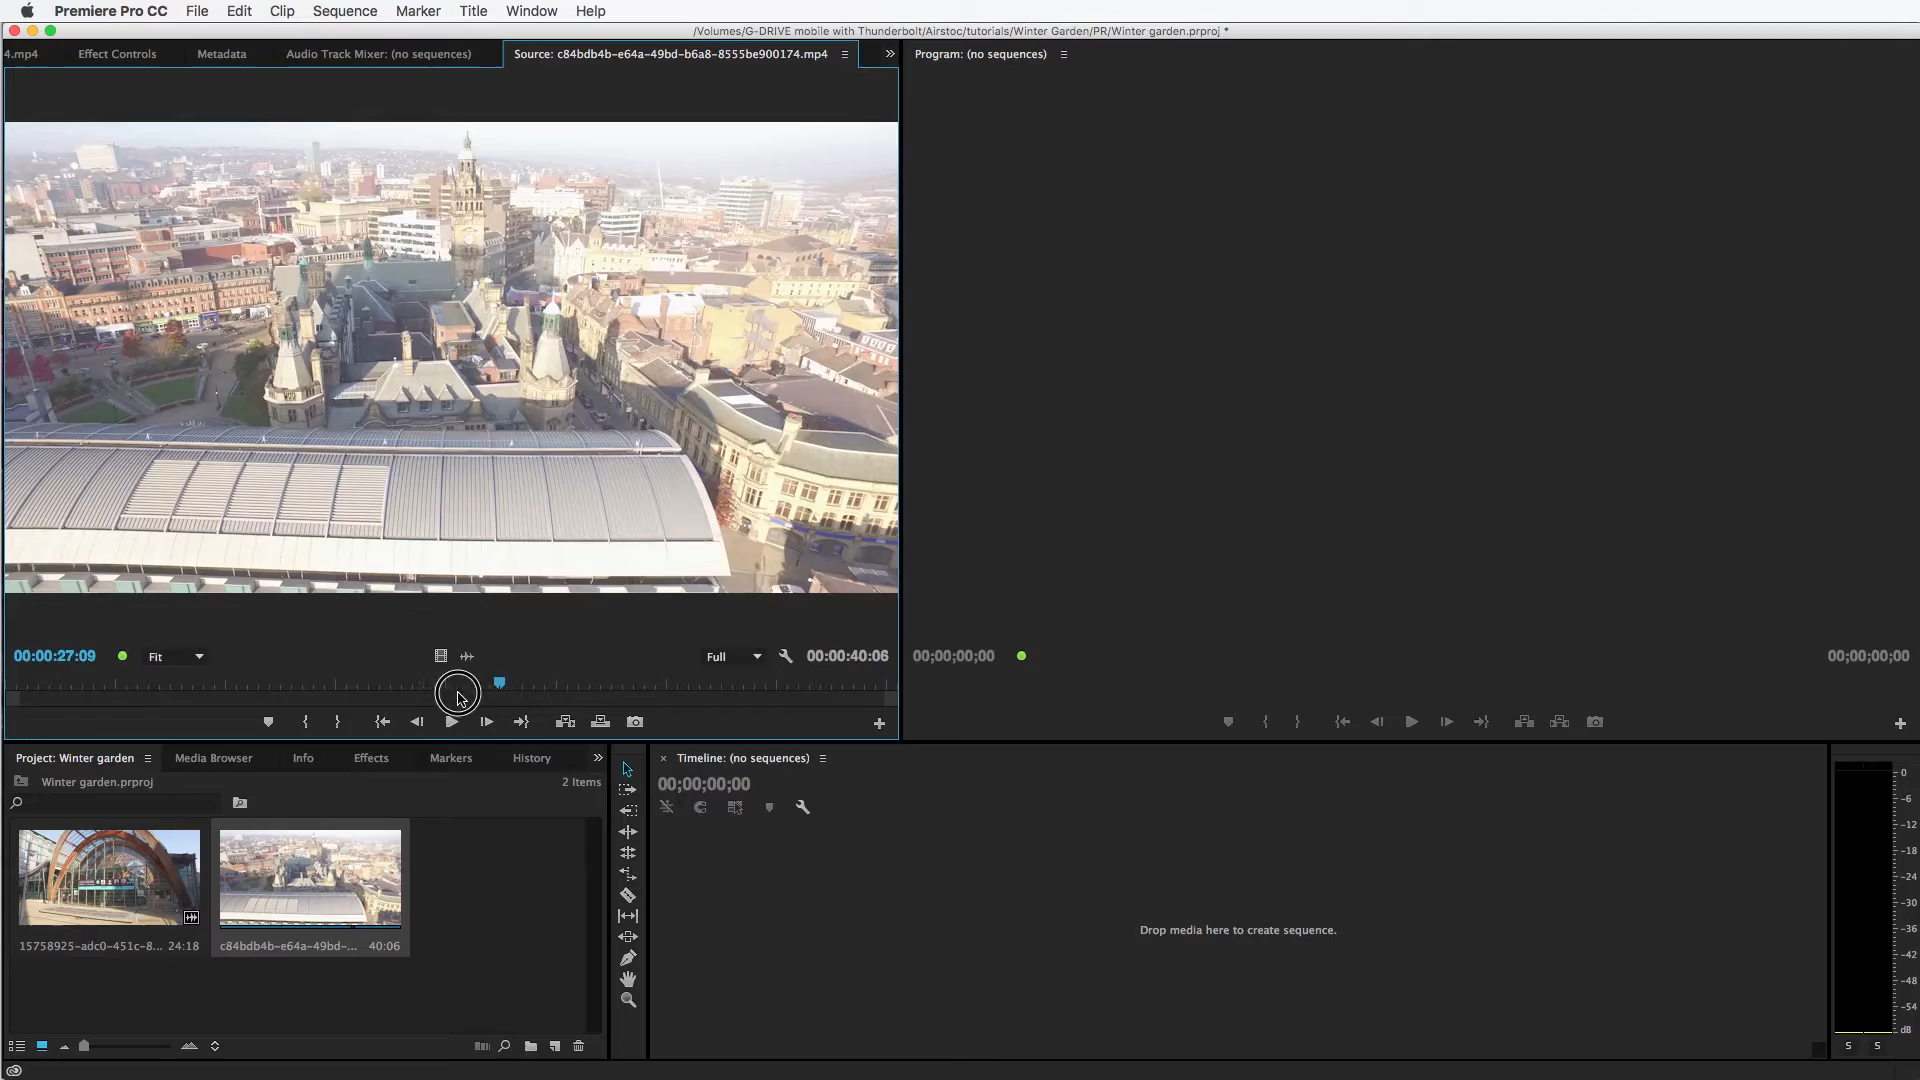 Premiere Pro CC File Edit Clip Sequence Marker Title Window Help
/Volumes/G-DRIVE mobile with Thunderbolt/Airstoc/tutorials/Winter Garden/PR/Winter garden.prproj *
4.mp4 Effect Controls Metadata Audio Track Mixer: (no sequences) Source: c84bdb4b-e64a-49bd-b6a8-8555be900174.mp4 Program: (no sequences)
00:00:27:09 Fit Full 00:00:40:06 00;00;00;00 00;00;00;00
Project: Winter garden Media Browser Info Effects Markers History
Timeline: (no sequences)
Winter garden.prproj 2 Items
00;00;00;00
15758925-adc0-451c-8... 24:18
c84bdb4b-e64a-49bd-... 40:06
Drop media here to create sequence.
0
-6
-12
-18
-24
-30
-36
-42
-48
-54
dB
S S